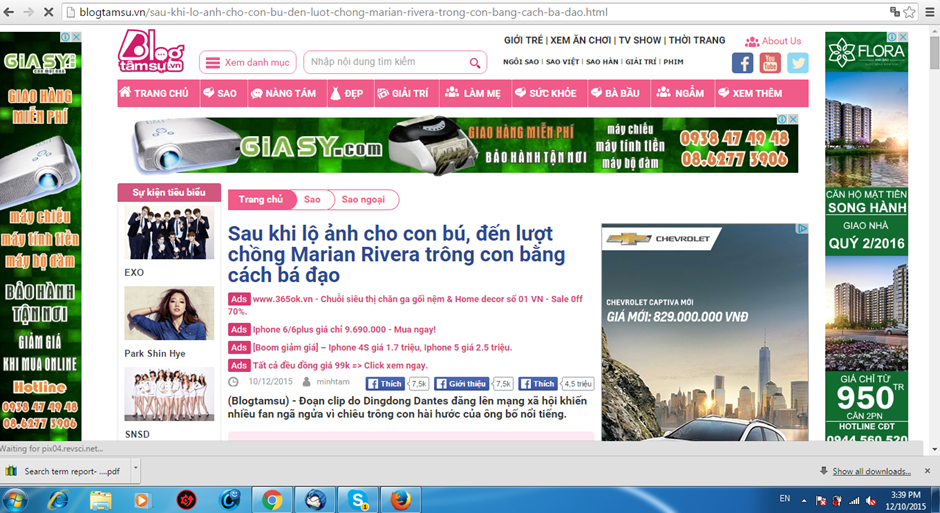 blogtamsu.vn/sau-khi-lo-anh-cho-con-bu-den-luot-chong-marian-rivera-trong-con-bang-cach-ba-dao.html
Blog
tâmsự.vn
Xem danh mục
Nhập nội dung tìm kiếm
GIỚI TRẺ | XEM ĂN CHƠI | TV SHOW | THỜI TRANG
About Us
NGÔI SAO | SAO VIỆT | SAO HÀN | GIẢI TRÍ | PHIM
You
Tube
TRANG CHỦ
SAO
NÀNG TÁM
ĐẸP
GIẢI TRÍ
LÀM MẸ
SỨC KHỎE
BÀ BẦU
NGẪM
XEM THÊM
GiASY.com
GIAO HÀNG MIỄN PHÍ
BẢO HÀNH TẬN NƠI
máy chiếu
máy tính tiền
máy bộ đàm
0938 47 49 48
08.6277 3906
GiASY
.com
GIAO HÀNG
MIỄN PHÍ
máy chiếu
máy tính tiền
máy bộ đàm
BẢO HÀNH
TẬN NƠI
GIẢM GIÁ
KHI MUA ONLINE
Hotline
0938 47 49 48
08.6277 3906
Sự kiện tiêu biểu
EXO
Park Shin Hye
SNSD
Trang chủ
Sao
Sao ngoại
Sau khi lộ ảnh cho con bú, đến lượt
chồng Marian Rivera trông con bằng
cách bá đạo
Ads www.365ok.vn - Chuỗi siêu thị chăn ga gối nệm & Home decor số 01 VN - Sale 0ff
70%.
Ads Iphone 6/6plus giá chỉ 9.690.000 - Mua ngay!
Ads [Boom giảm giá] – Iphone 4S giá 1.7 triệu, Iphone 5 giá 2.5 triệu.
Ads Tất cả đều đồng giá 99k => Click xem ngay.
10/12/2015 minhtam Thích 7,5k Giới thiệu 7,5k Thích 4,5 triệu
(Blogtamsu) - Đoạn clip do Dingdong Dantes đăng lên mạng xã hội khiến
nhiều fan ngã ngửa vì chiêu trông con hài hước của ông bố nổi tiếng.
CHEVROLET
CHEVROLET CAPTIVA MỚI
GIÁ MỚI: 829.000.000 VNĐ
FLORA
CĂN HỘ MẶT TIỀN
SONG HÀNH
GIAO NHÀ
QUÝ 2/2016
GIÁ CHỈ TỪ
950 TR
CĂN 2PN
HOTLINE CĐT
0944 560 520
Waiting for pix04.revsci.net...
Search term report- ....pdf
Show all downloads...
EN
3:39 PM
12/10/2015